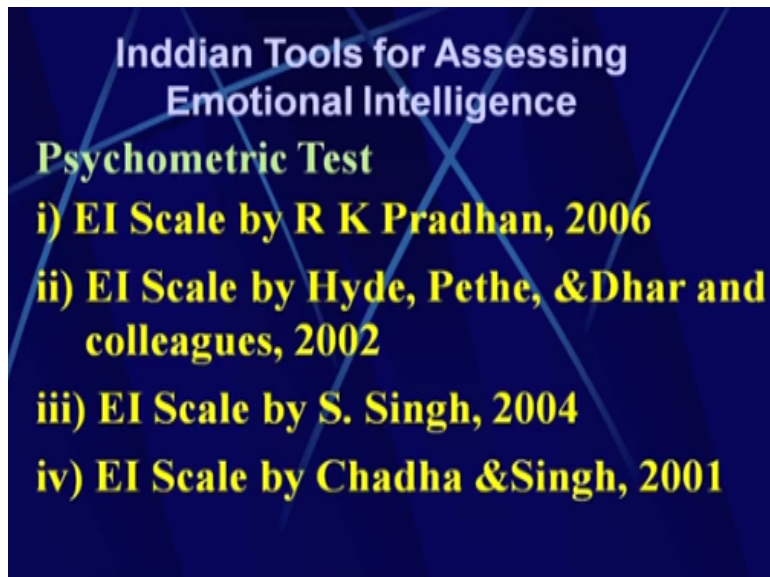 Inddian Tools for Assessing
Emotional Intelligence
Psychometric Test
i) EI Scale by R K Pradhan, 2006
ii) EI Scale by Hyde, Pethe, &Dhar and
colleagues, 2002
iii) EI Scale by S. Singh, 2004
iv) EI Scale by Chadha &Singh, 2001